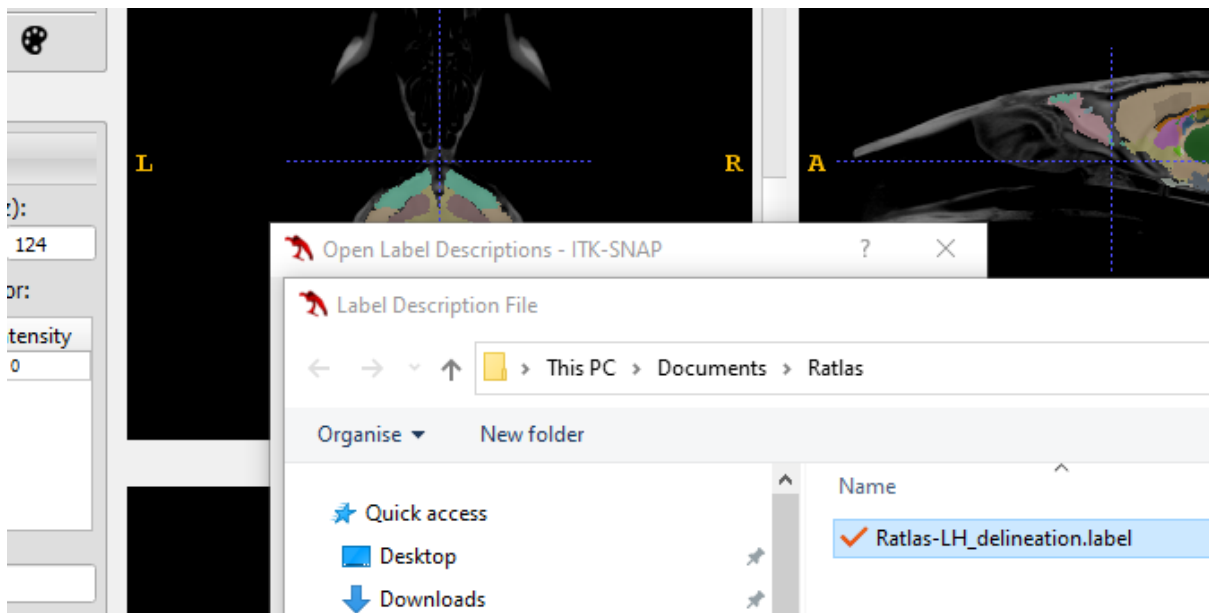 L
R
A
z):
124
or:
tensity
0
Open Label Descriptions - ITK-SNAP
?
Label Description File
This PC > Documents > Ratlas
Organise
New folder
Name
Quick access
Ratlas-LH_delineation.label
Desktop
Downloads